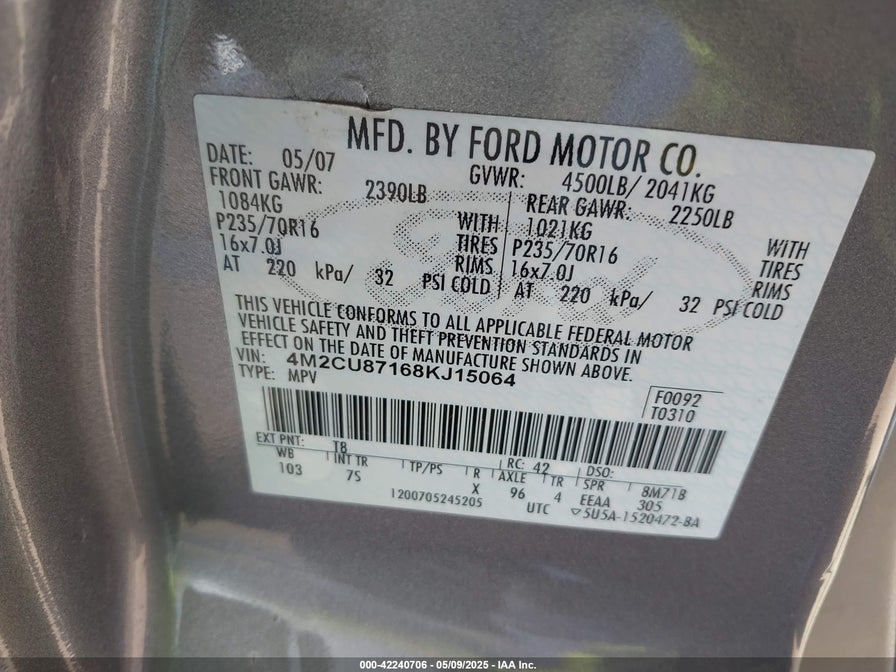 MFD. BY FORD MOTOR CO.
DATE: 05/07 GVWR: 4500LB/ 2041KG
FRONT GAWR: 2390LB REAR GAWR: 2250LB
1084KG WITH 1021KG WITH
P235/70R16 TIRES P235/70R16 TIRES
16x7.0J RIMS 16x7.0J RIMS
AT 220 kPa/ 32 PSI COLD AT 220 kPa/ 32 PSI COLD
THIS VEHICLE CONFORMS TO ALL APPLICABLE FEDERAL MOTOR
VEHICLE SAFETY AND THEFT PREVENTION STANDARDS IN
EFFECT ON THE DATE OF MANUFACTURE SHOWN ABOVE.
VIN: 4M2CU87168KJ15064
TYPE: MPV
F0092
T0310
EXT PNT: T8 RC: 42 DSO:
WB INT TR TP/PS R AXLE TR SPR 8M71B
103 7S X 96 4 EEAA 305
1200705245205 UTC ▽5U5A-1520472-BA
000-42240706 - 05/09/2025 - IAA Inc.